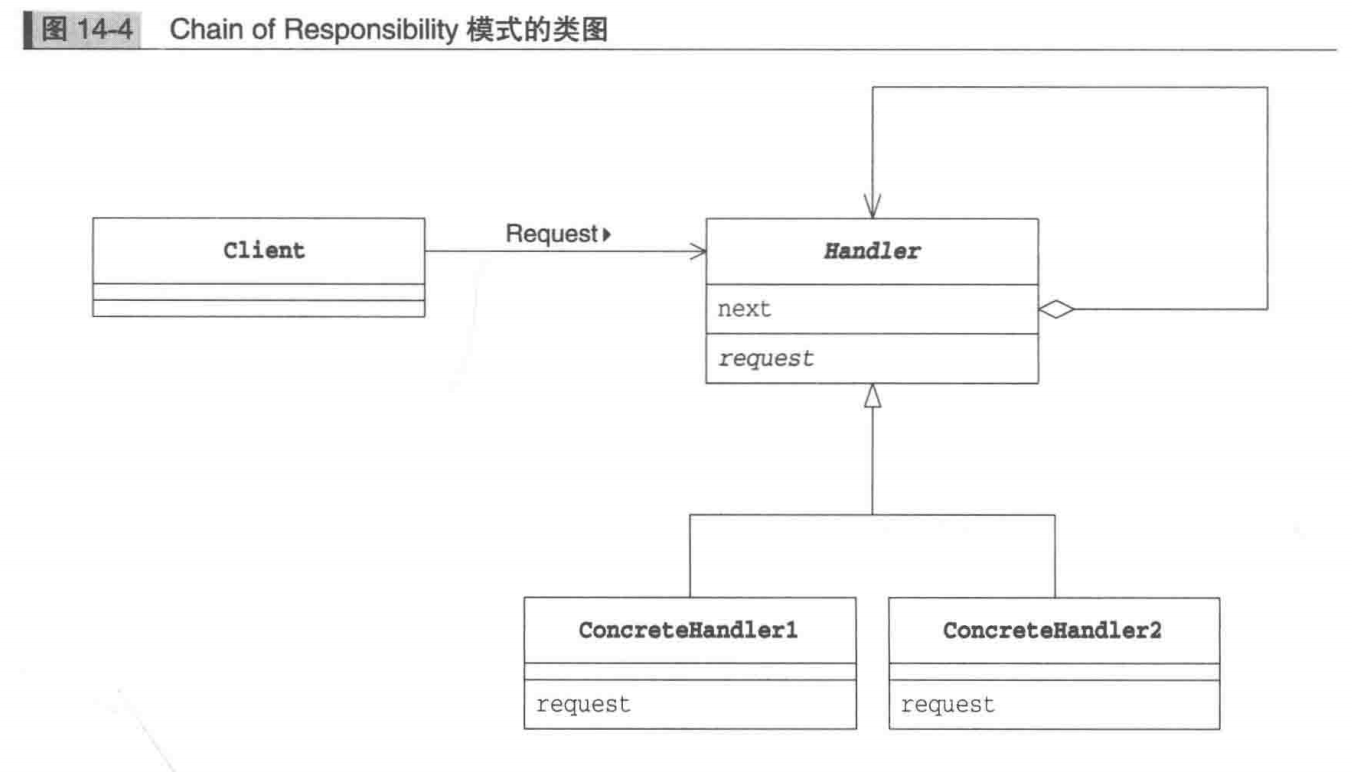 图 14-4 Chain of Responsibility 模式的类图
Client
Request▶
Handler
next
request
ConcreteHandler1
request
ConcreteHandler2
request